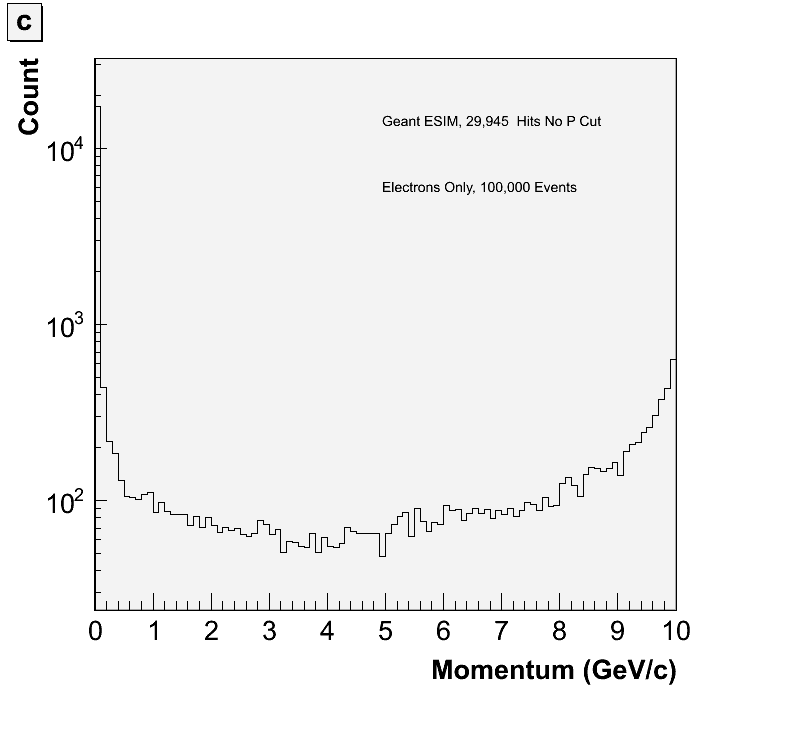 c
Count
Geant ESIM, 29,945 Hits No P Cut
10⁴
Electrons Only, 100,000 Events
10³
10²
0 1 2 3 4 5 6 7 8 9 10
Momentum (GeV/c)